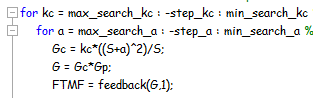 for kc = max_search_kc : -step_kc : min_search_kc
for a = max_search_a : -step_a : min_search_a %
Gc = kc*((S+a)^2)/S;
G = Gc*Gp;
FTMF = feedback(G,1);